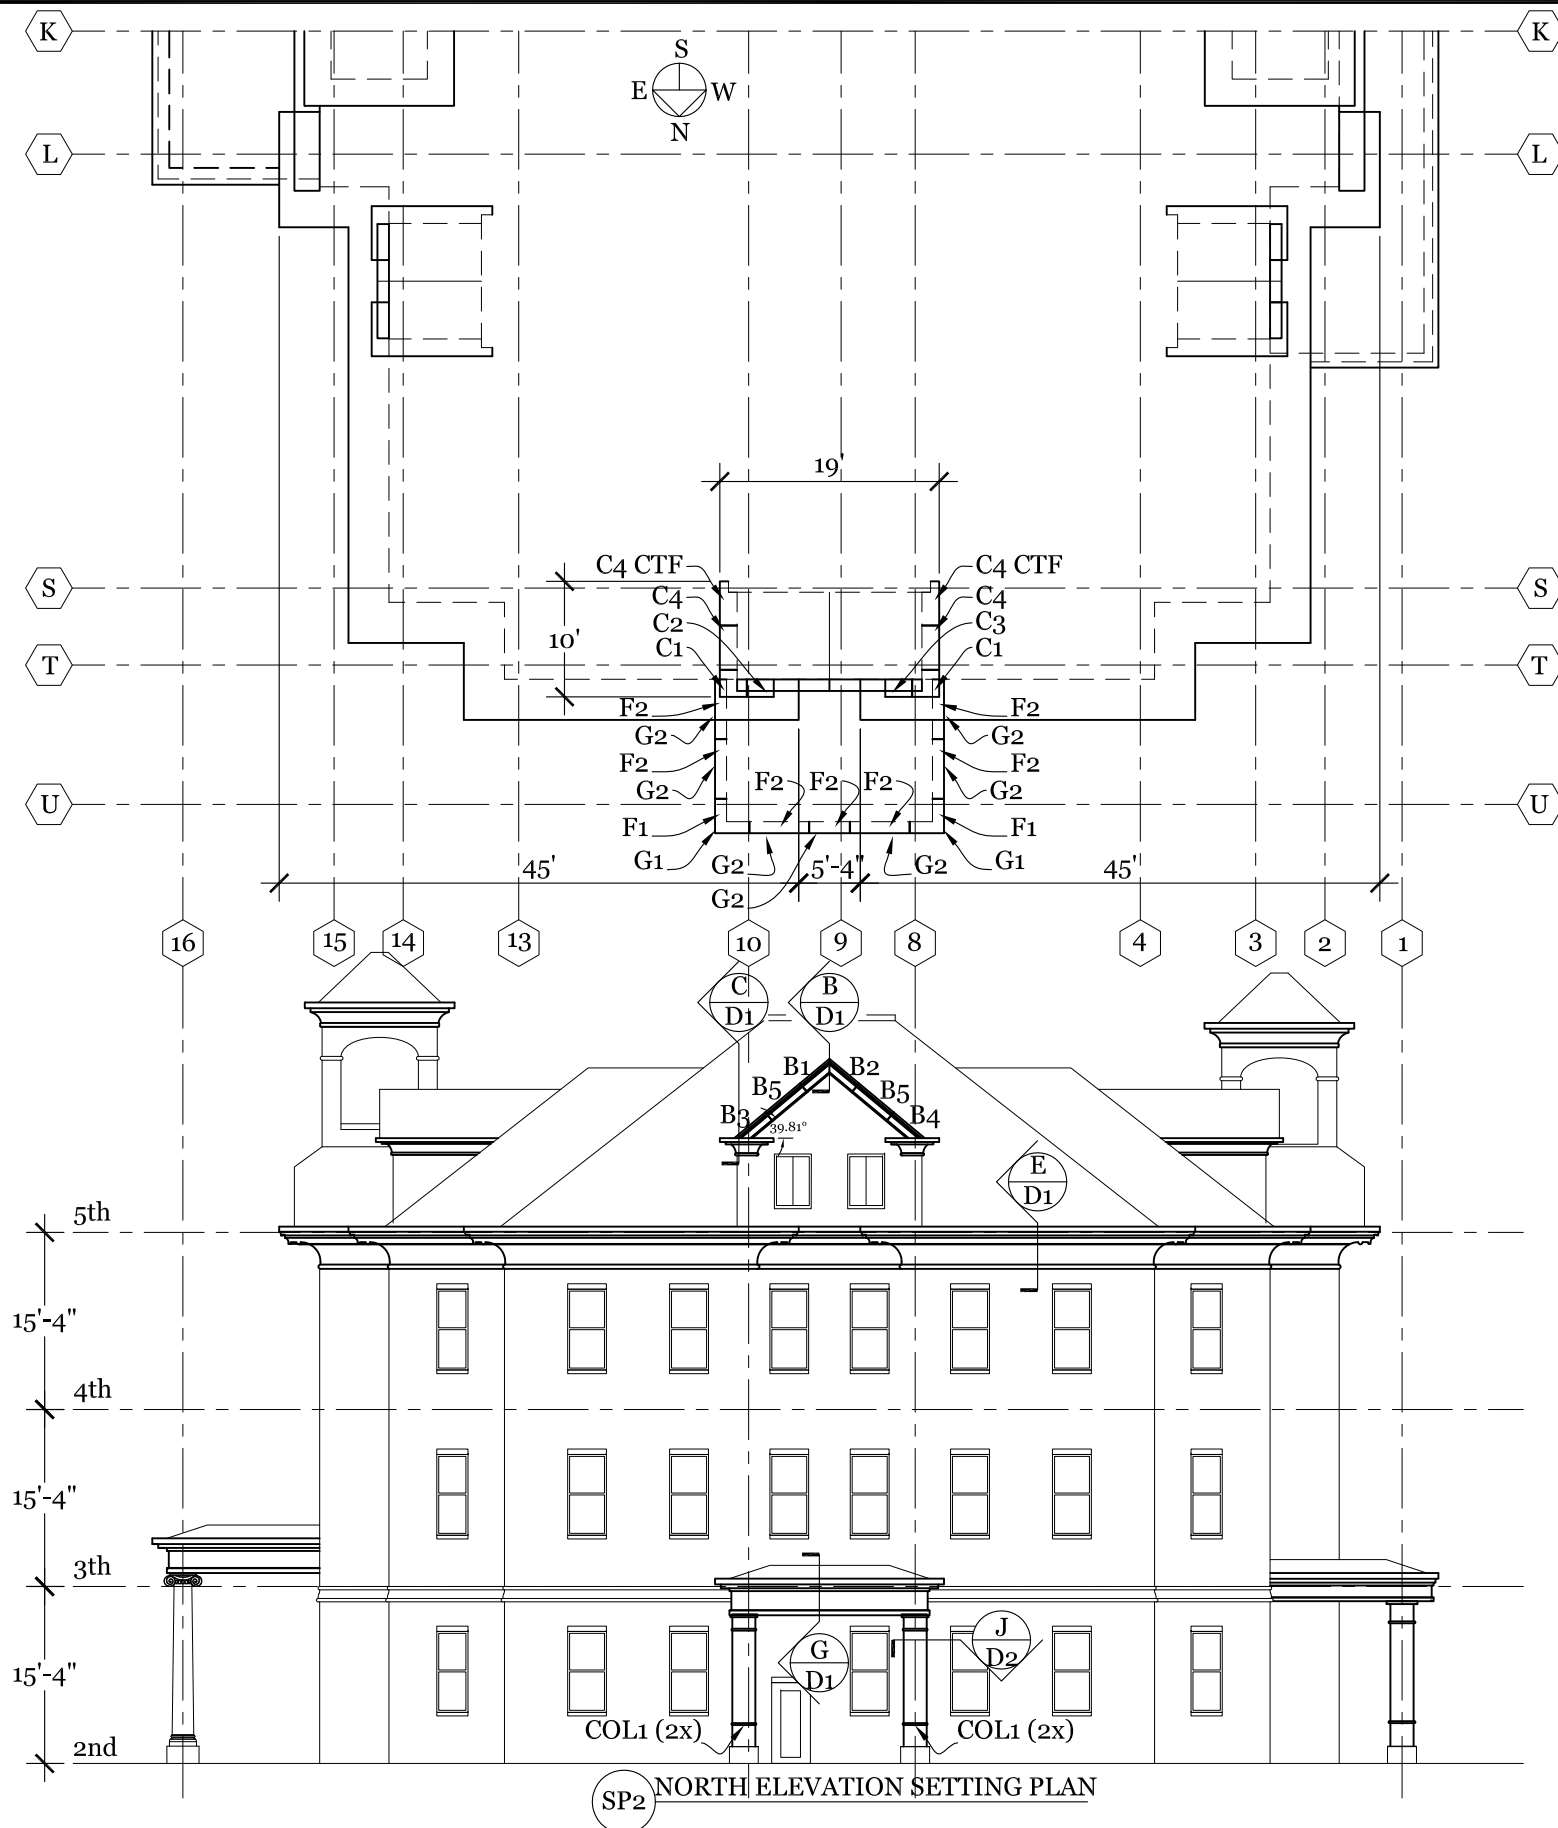 K K
S
E W
N
L L
19'
C4 CTF C4 CTF
S S
C4 C4
C2 C3
10'
C1 C1
T T
F2 F2
G2 G2
F2 F2
F2 F2 F2
G2 G2
U U
F1 F1
G1 G2 G2 G1
45' 5'-4" 45'
G2
16 15 14 13 10 9 8 4 3 2 1
C B
D1 D1
B1 B2
B5 B5
B3 B4
39.81°
E
D1
5th
15'-4"
4th
15'-4"
3th
J
G D2
D1
15'-4"
COL1 (2x) COL1 (2x)
2nd
NORTH ELEVATION SETTING PLAN
SP2